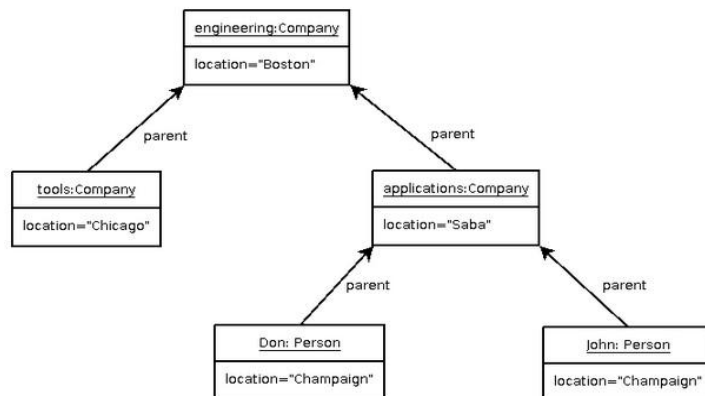 engineering:Company
location="Boston"
parent
parent
tools:Company
location="Chicago"
applications:Company
location="Saba"
parent
parent
Don: Person
location="Champaign"
John: Person
location="Champaign"